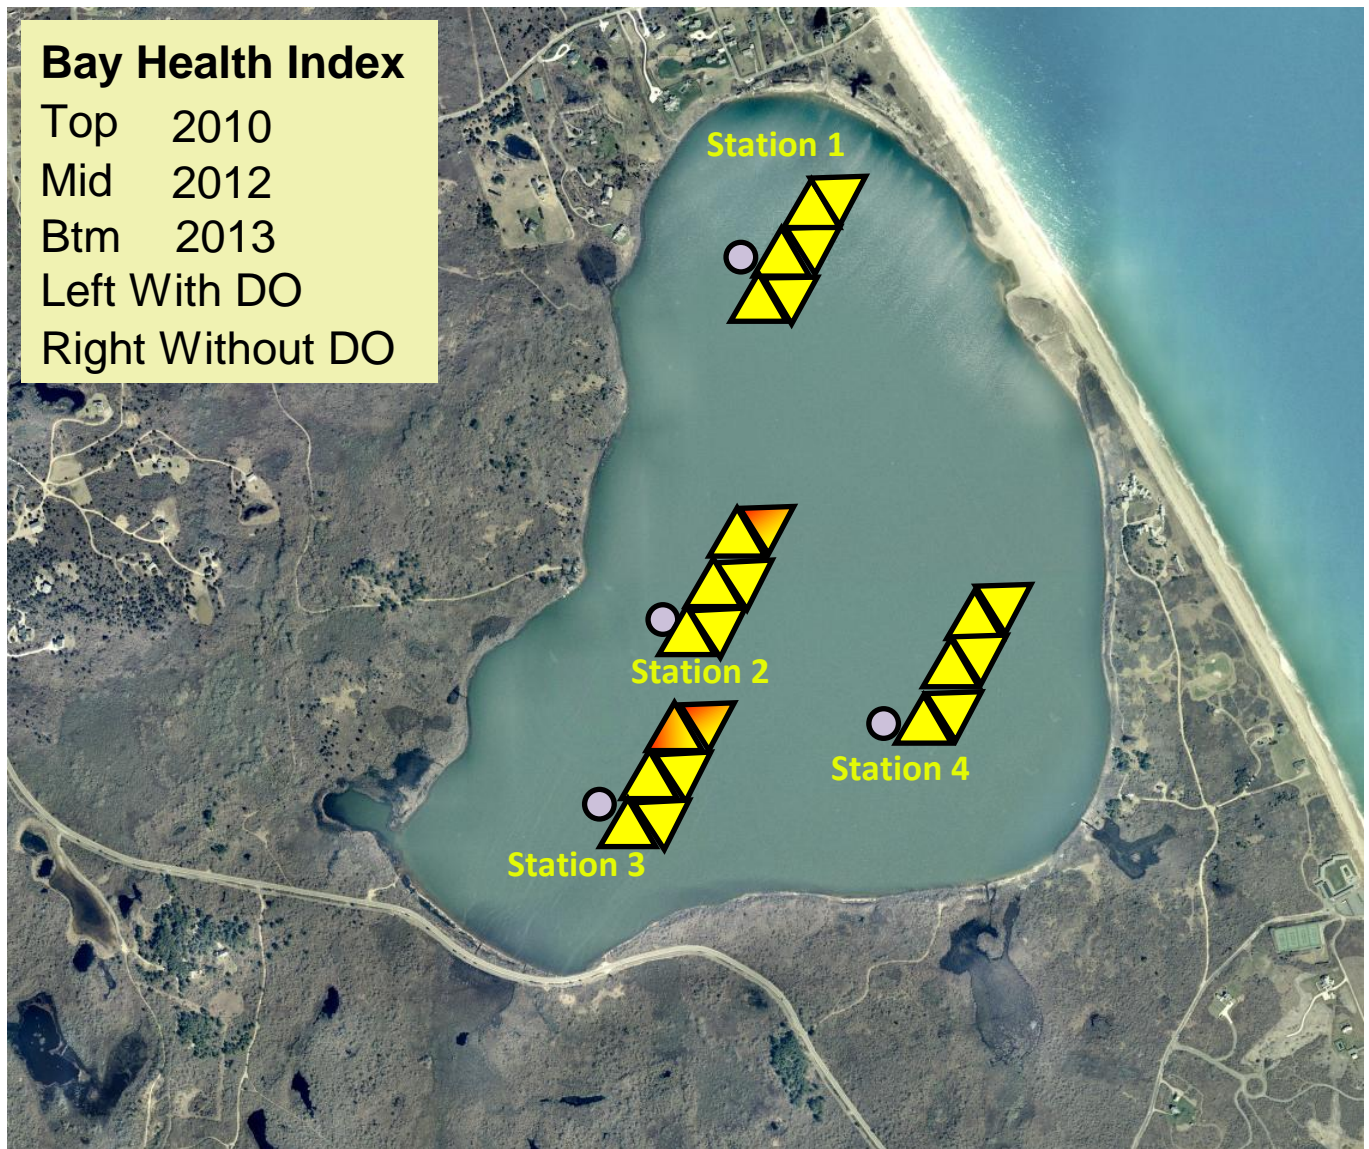 Bay Health Index
Top 2010
Mid 2012
Btm 2013
Left With DO
Right Without DO
Station 1
Station 2
Station 3
Station 4